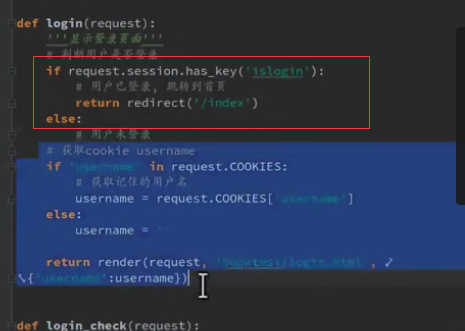 def login(request):
'''显示登录页面'''
# 判断用户是否登录
if request.session.has_key('islogin'):
# 用户已登录, 跳转到首页
return redirect('/index')
else:
# 用户未登录
# 获取cookie username
if 'username' in request.COOKIES:
# 获取记住的用户名
username = request.COOKIES['username']
else:
username = ''
return render(request, 'booktest/login.html',
{'username':username})
def login_check(request):